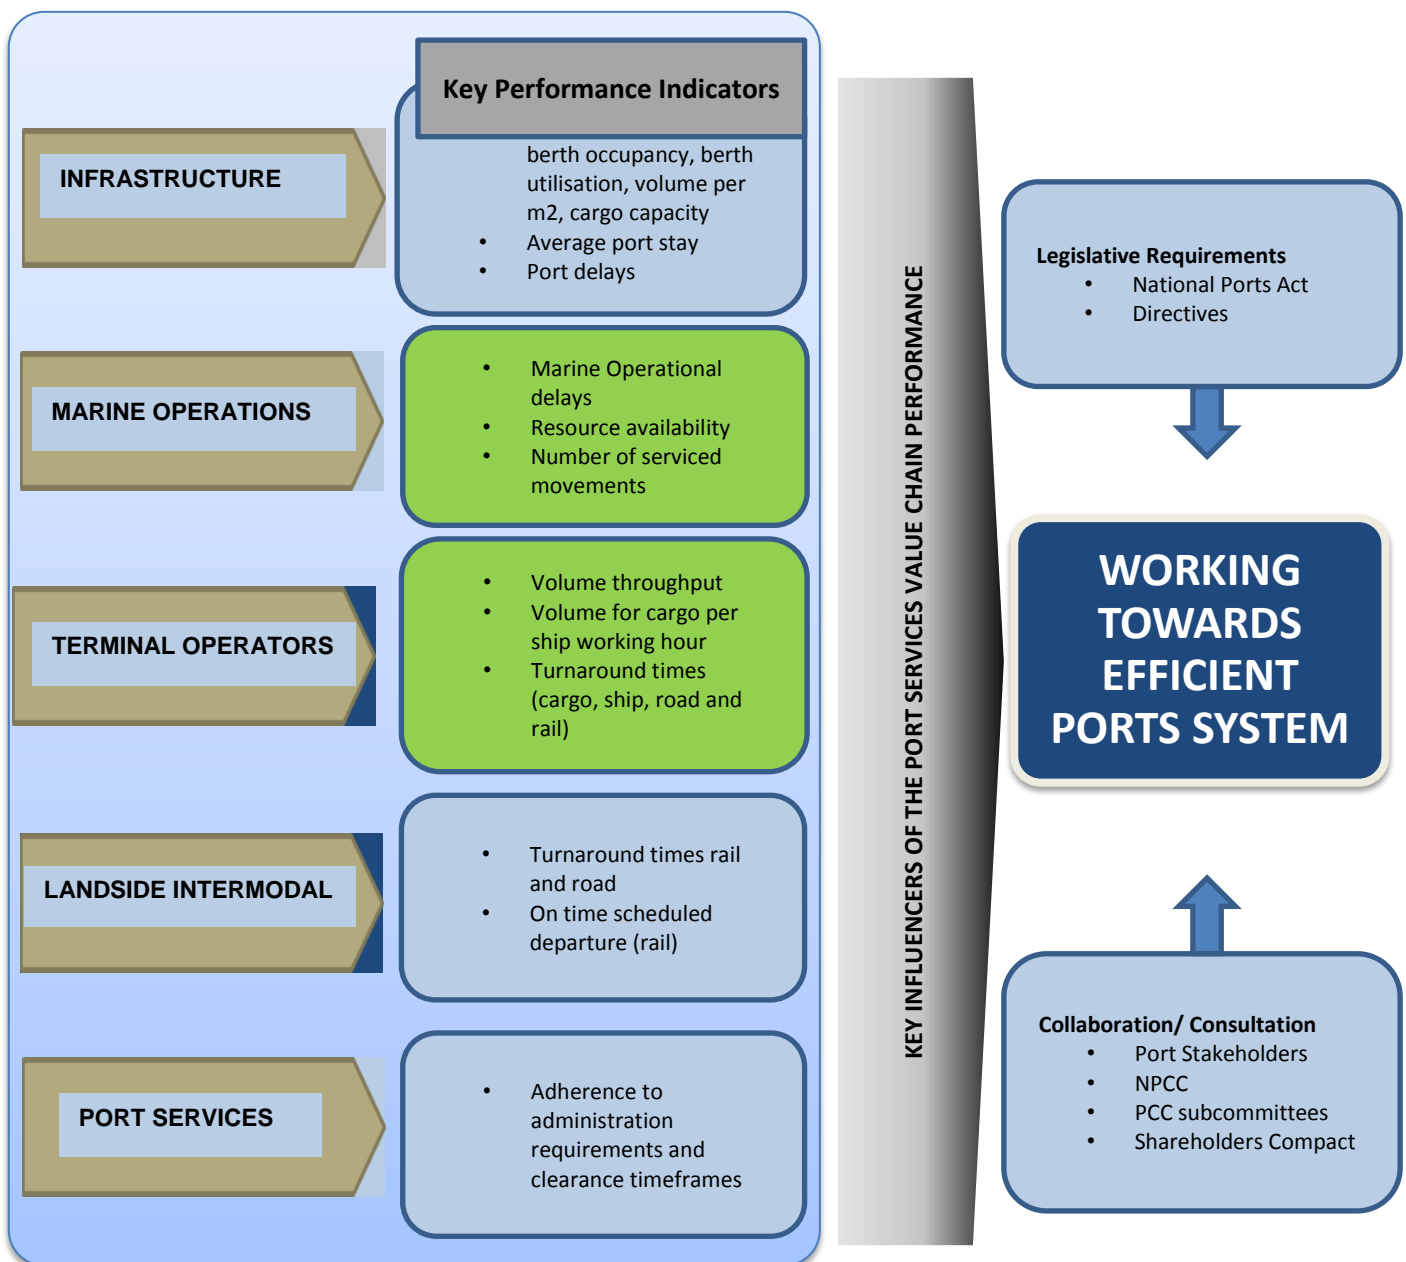 Key Performance Indicators
INFRASTRUCTURE
berth occupancy, berth
utilisation, volume per
m2, cargo capacity
• Average port stay
• Port delays
MARINE OPERATIONS
• Marine Operational
delays
• Resource availability
• Number of serviced
movements
TERMINAL OPERATORS
• Volume throughput
• Volume for cargo per
ship working hour
• Turnaround times
(cargo, ship, road and
rail)
LANDSIDE INTERMODAL
• Turnaround times rail
and road
• On time scheduled
departure (rail)
PORT SERVICES
• Adherence to
administration
requirements and
clearance timeframes
KEY INFLUENCERS OF THE PORT SERVICES VALUE CHAIN PERFORMANCE
Legislative Requirements
• National Ports Act
• Directives
WORKING
TOWARDS
EFFICIENT
PORTS SYSTEM
Collaboration/ Consultation
• Port Stakeholders
• NPCC
• PCC subcommittees
• Shareholders Compact